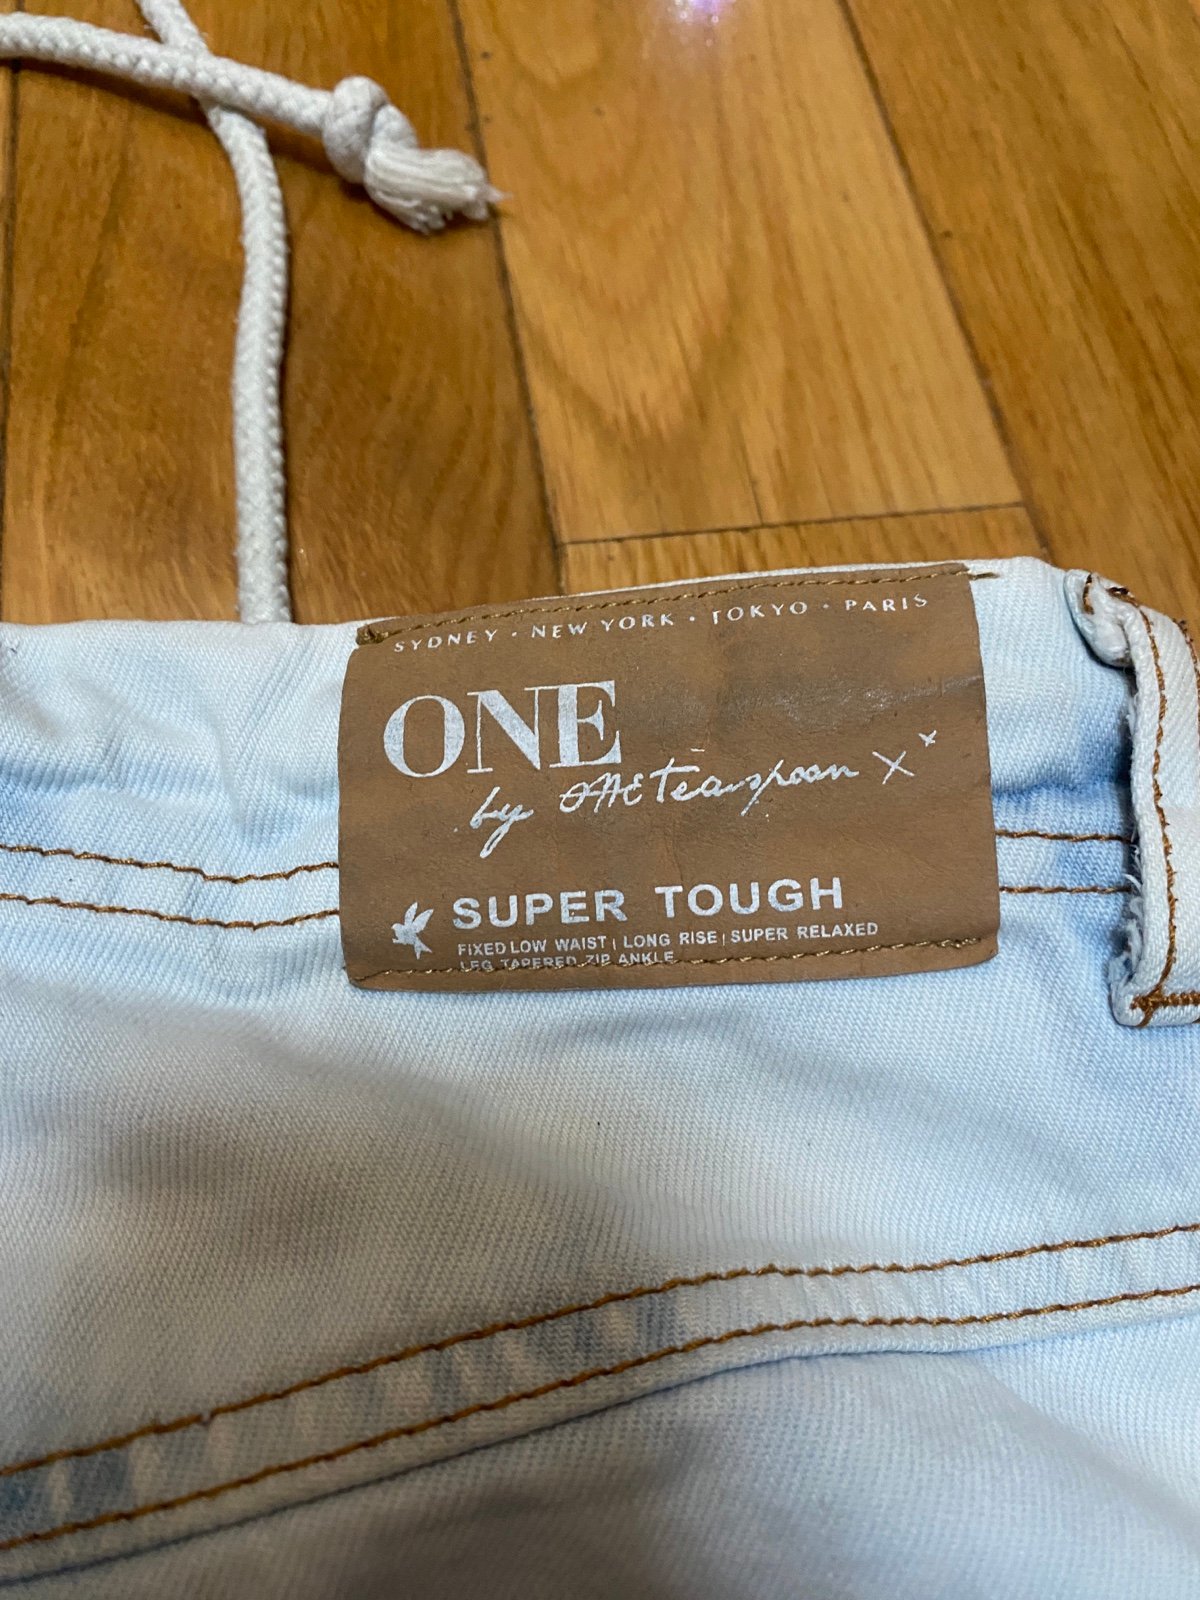 SYDNEY • NEW YORK • TOKYO • PARIS
ONE
by ONE teaspoon XX
SUPER TOUGH
FIXED LOW WAIST | LONG RISE | SUPER RELAXED
LEG TAPERED ZIP ANKLE